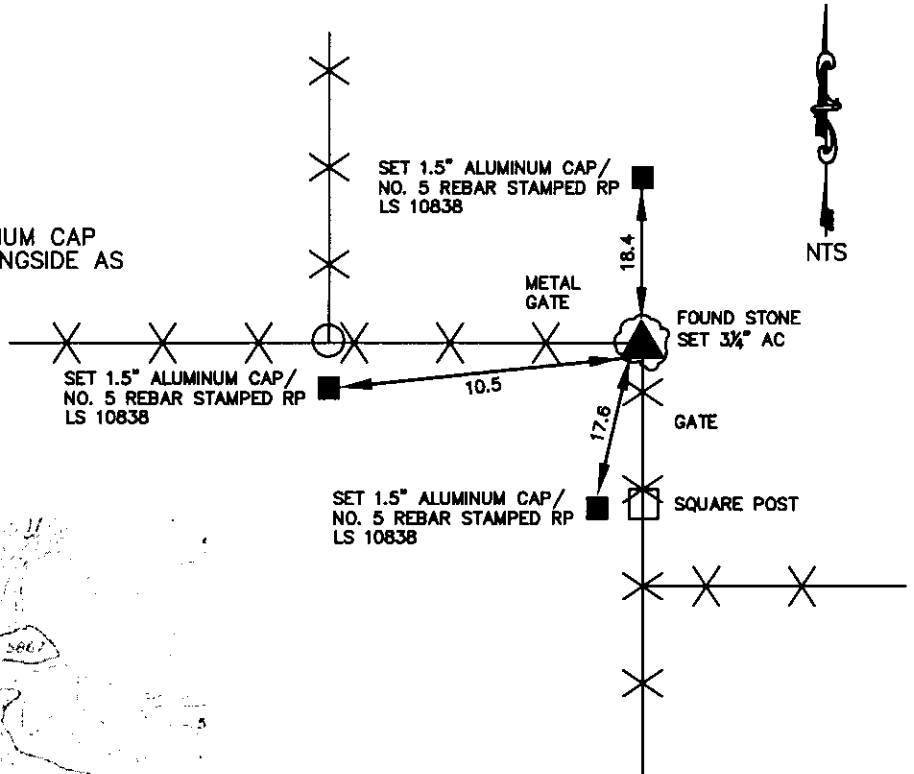 SET 1.5" ALUMINUM CAP/
NO. 5 REBAR STAMPED RP
LS 10838
NUM CAP
NGSIDE AS
18.4
NTS
METAL
GATE
FOUND STONE
SET 3¼" AC
SET 1.5" ALUMINUM CAP/
NO. 5 REBAR STAMPED RP
LS 10838
10.5
17.6
GATE
SET 1.5" ALUMINUM CAP/
NO. 5 REBAR STAMPED RP
LS 10838
SQUARE POST
5867
5